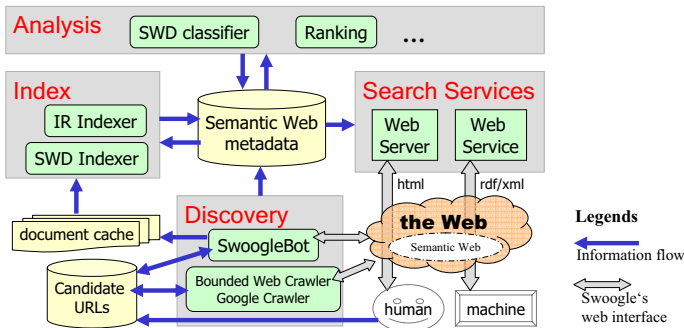 Analysis
SWD classifier
Ranking
...
Index
IR Indexer
SWD Indexer
Semantic Web
metadata
Search Services
Web
Server
Web
Service
html
rdf/xml
Discovery
the Web
Semantic Web
document cache
SwoogleBot
Bounded Web Crawler
Google Crawler
Candidate
URLs
human
machine
Legends
Information flow
Swoogle‘s
web interface